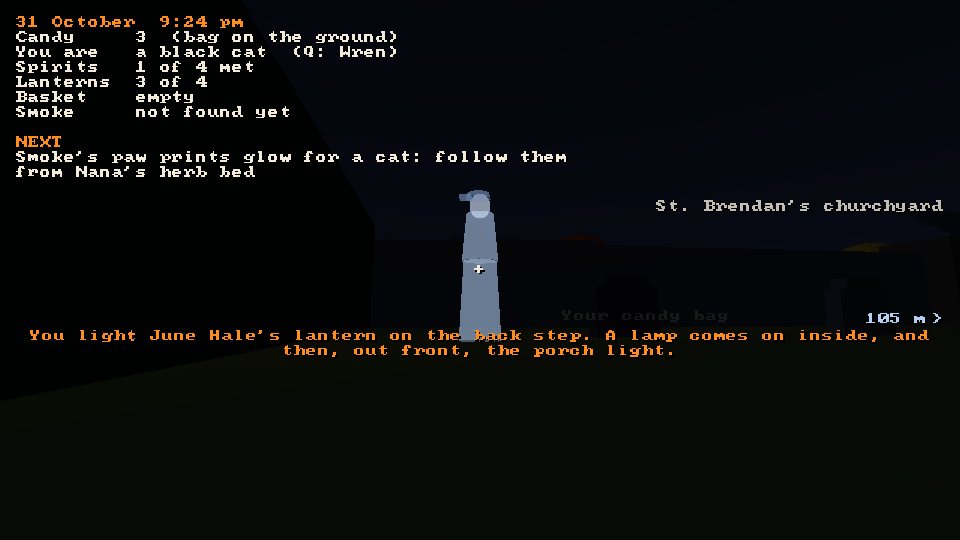 31 October  9:24 pm
Candy     3  (bag on the ground)
You are   a black cat  (Q: Wren)
Spirits   1 of 4 met
Lanterns  3 of 4
Basket    empty
Smoke     not found yet
NEXT
Smoke's paw prints glow for a cat: follow them
from Nana's herb bed
St. Brendan's churchyard
Your candy bag
105 m >
You light June Hale's lantern on the back step. A lamp comes on inside, and
then, out front, the porch light.